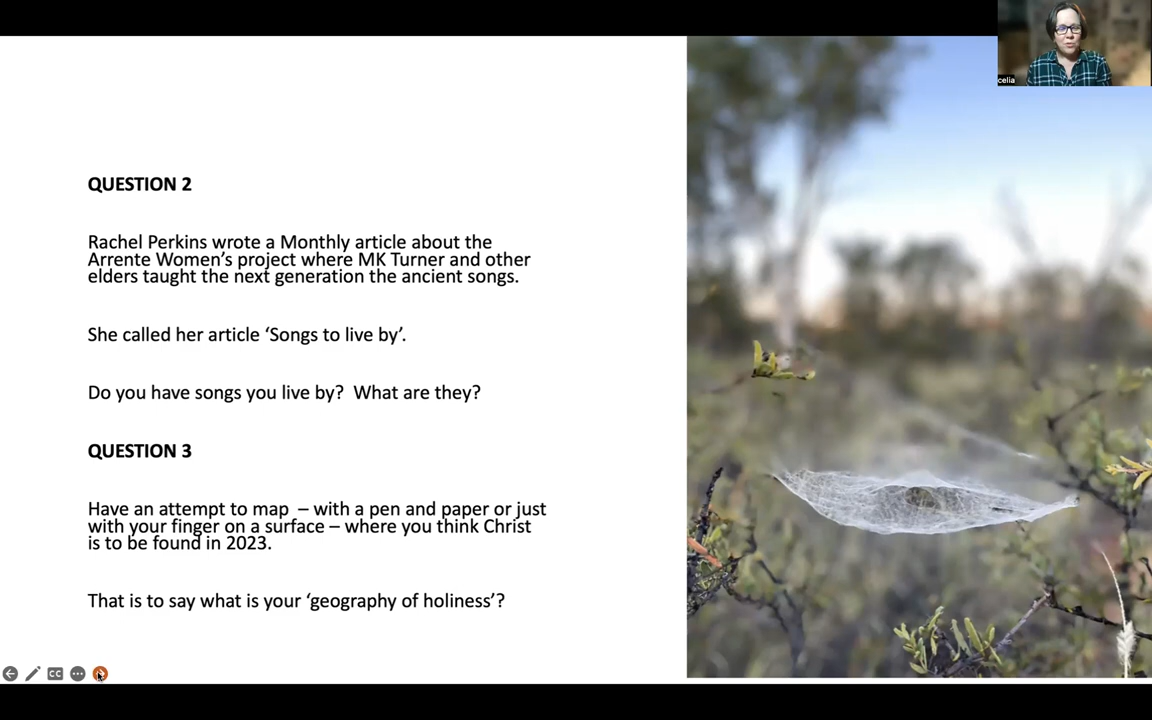 celia
QUESTION 2
Rachel Perkins wrote a Monthly article about the
Arrente Women’s project where MK Turner and other
elders taught the next generation the ancient songs.
She called her article ‘Songs to live by’.
Do you have songs you live by?  What are they?
QUESTION 3
Have an attempt to map  – with a pen and paper or just
with your finger on a surface – where you think Christ
is to be found in 2023.
That is to say what is your ‘geography of holiness’?
CC